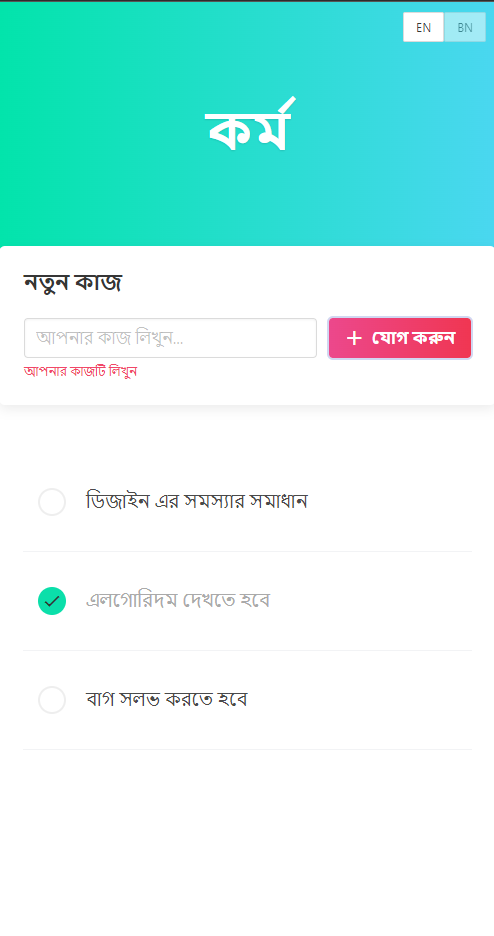 EN BN
কর্ম
নতুন কাজ
আপনার কাজ লিখুন...
+ যোগ করুন
আপনার কাজটি লিখুন
ডিজাইন এর সমস্যার সমাধান
এলগোরিদম দেখতে হবে
বাগ সলভ করতে হবে